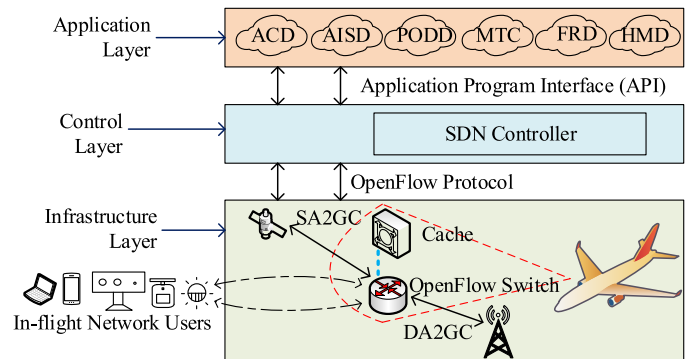 Application
Layer
ACD AISD PODD MTC FRD HMD
Application Program Interface (API)
Control
Layer
SDN Controller
OpenFlow Protocol
Infrastructure
Layer
SA2GC
Cache
OpenFlow Switch
In-flight Network Users
DA2GC